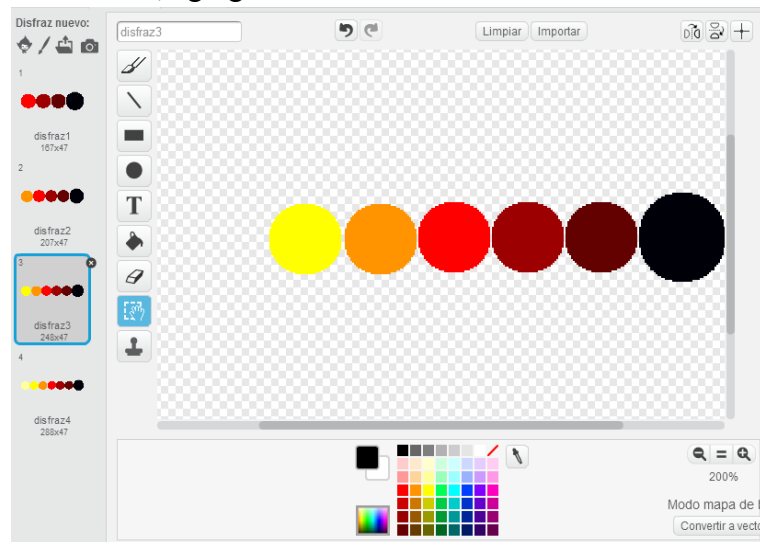 Disfraz nuevo:
disfraz3
Limpiar
Importar
1
disfraz1
167x47
2
disfraz2
207x47
3
disfraz3
248x47
4
disfraz4
288x47
T
200%
Modo mapa de b
Convertir a vecto